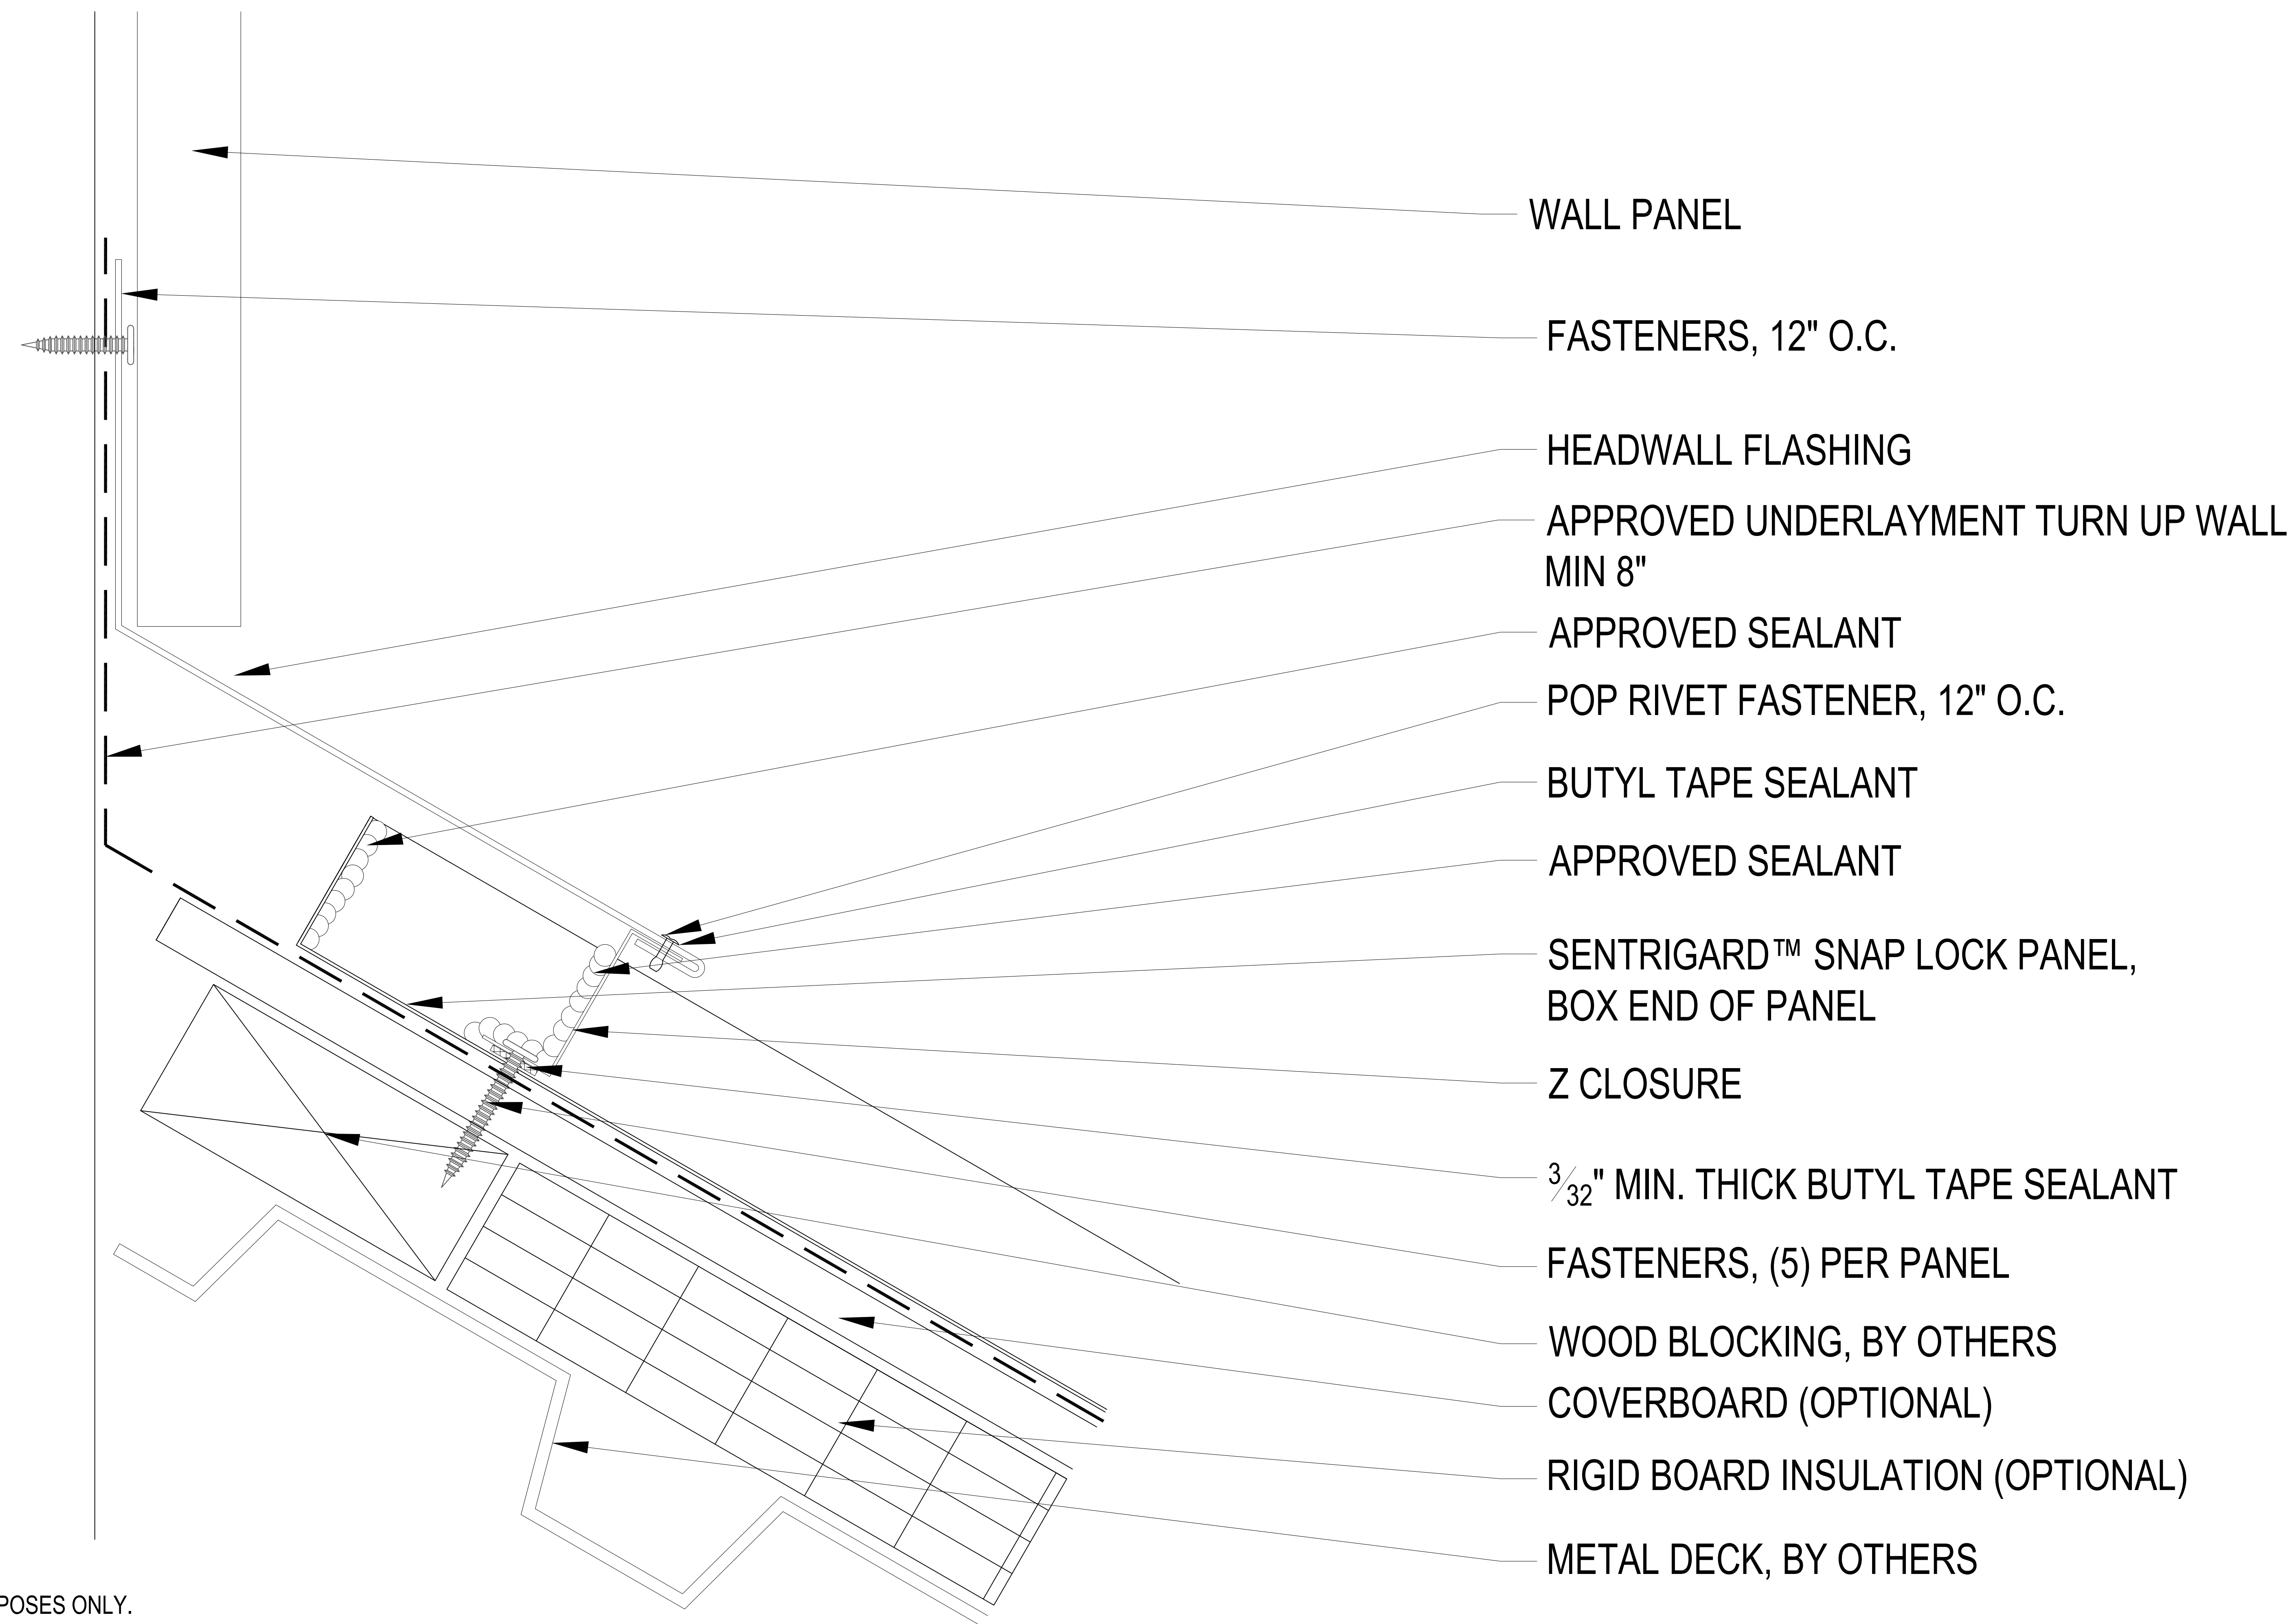 WALL PANEL
FASTENERS, 12" O.C.
HEADWALL FLASHING
APPROVED UNDERLAYMENT TURN UP WALL
MIN 8"
APPROVED SEALANT
POP RIVET FASTENER, 12" O.C.
BUTYL TAPE SEALANT
APPROVED SEALANT
SENTRIGARD™ SNAP LOCK PANEL,
BOX END OF PANEL
Z CLOSURE
3/32" MIN. THICK BUTYL TAPE SEALANT
FASTENERS, (5) PER PANEL
WOOD BLOCKING, BY OTHERS
COVERBOARD (OPTIONAL)
RIGID BOARD INSULATION (OPTIONAL)
METAL DECK, BY OTHERS
POSES ONLY.